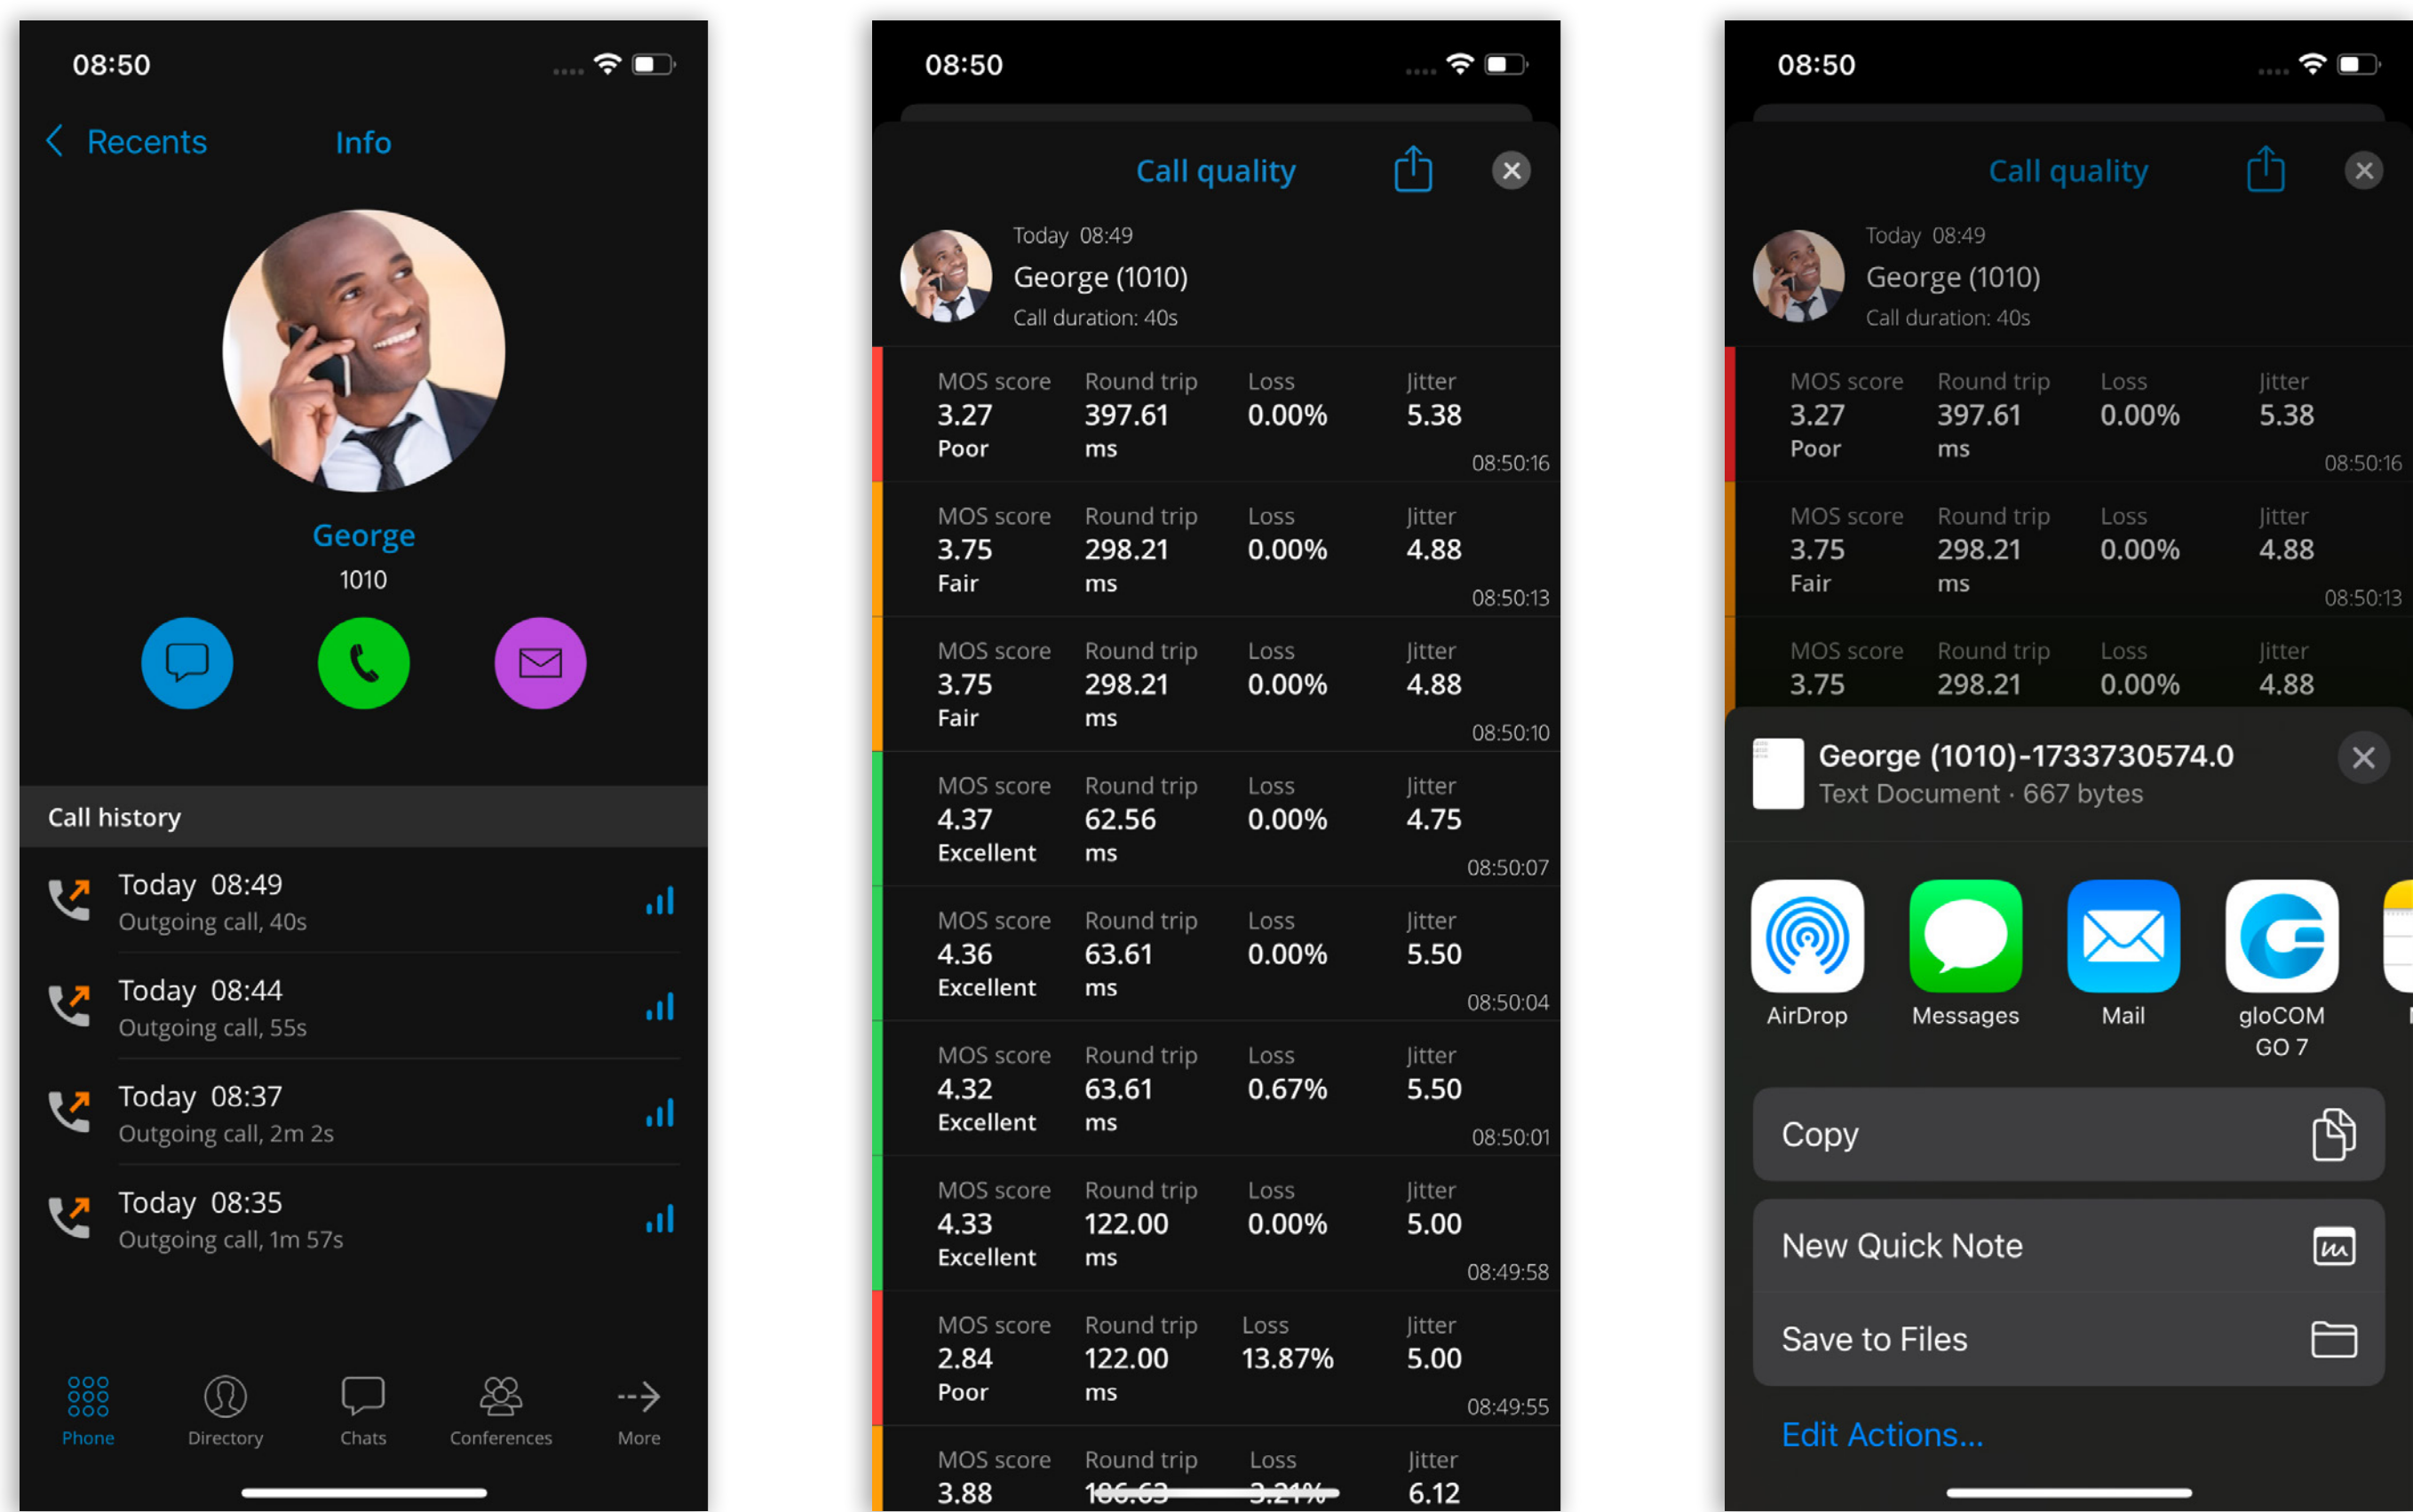 08:50
Recents
Info
George
1010
Call history
Today 08:49
Outgoing call, 40s
Today 08:44
Outgoing call, 55s
Today 08:37
Outgoing call, 2m 2s
Today 08:35
Outgoing call, 1m 57s
Phone Directory Chats Conferences More
08:50
Call quality
Today 08:49
George (1010)
Call duration: 40s
MOS score Round trip Loss Jitter
3.27 397.61 0.00% 5.38
Poor ms
08:50:16
MOS score Round trip Loss Jitter
3.75 298.21 0.00% 4.88
Fair ms
08:50:13
MOS score Round trip Loss Jitter
3.75 298.21 0.00% 4.88
Fair ms
08:50:10
MOS score Round trip Loss Jitter
4.37 62.56 0.00% 4.75
Excellent ms
08:50:07
MOS score Round trip Loss Jitter
4.36 63.61 0.00% 5.50
Excellent ms
08:50:04
MOS score Round trip Loss Jitter
4.32 63.61 0.67% 5.50
Excellent ms
08:50:01
MOS score Round trip Loss Jitter
4.33 122.00 0.00% 5.00
Excellent ms
08:49:58
MOS score Round trip Loss Jitter
2.84 122.00 13.87% 5.00
Poor ms
08:49:55
MOS score Round trip Loss Jitter
3.88 6.12
08:50
Call quality
Today 08:49
George (1010)
Call duration: 40s
MOS score Round trip Loss Jitter
3.27 397.61 0.00% 5.38
Poor ms
08:50:16
MOS score Round trip Loss Jitter
3.75 298.21 0.00% 4.88
Fair ms
08:50:13
MOS score Round trip Loss Jitter
3.75 298.21 0.00% 4.88
George (1010)-1733730574.0
Text Document · 667 bytes
AirDrop Messages Mail gloCOM
GO 7
Copy
New Quick Note
Save to Files
Edit Actions...